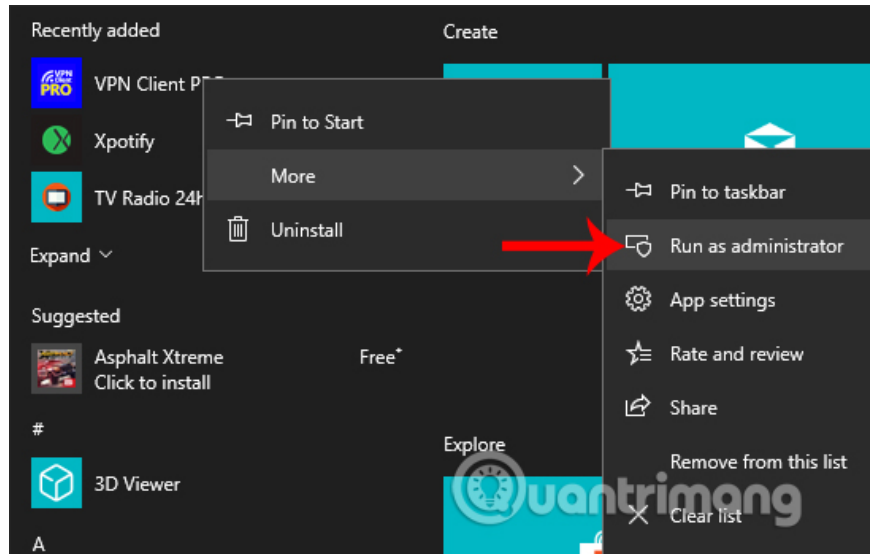 Recently added
Create
VPN Client
PRO
VPN Client P
Xpotify
TV Radio 24h
Expand
Pin to Start
More
Uninstall
Pin to taskbar
Run as administrator
App settings
Rate and review
Share
Remove from this list
Clear list
Suggested
Asphalt Xtreme
Free*
Click to install
#
3D Viewer
A
Explore
Quantrimang